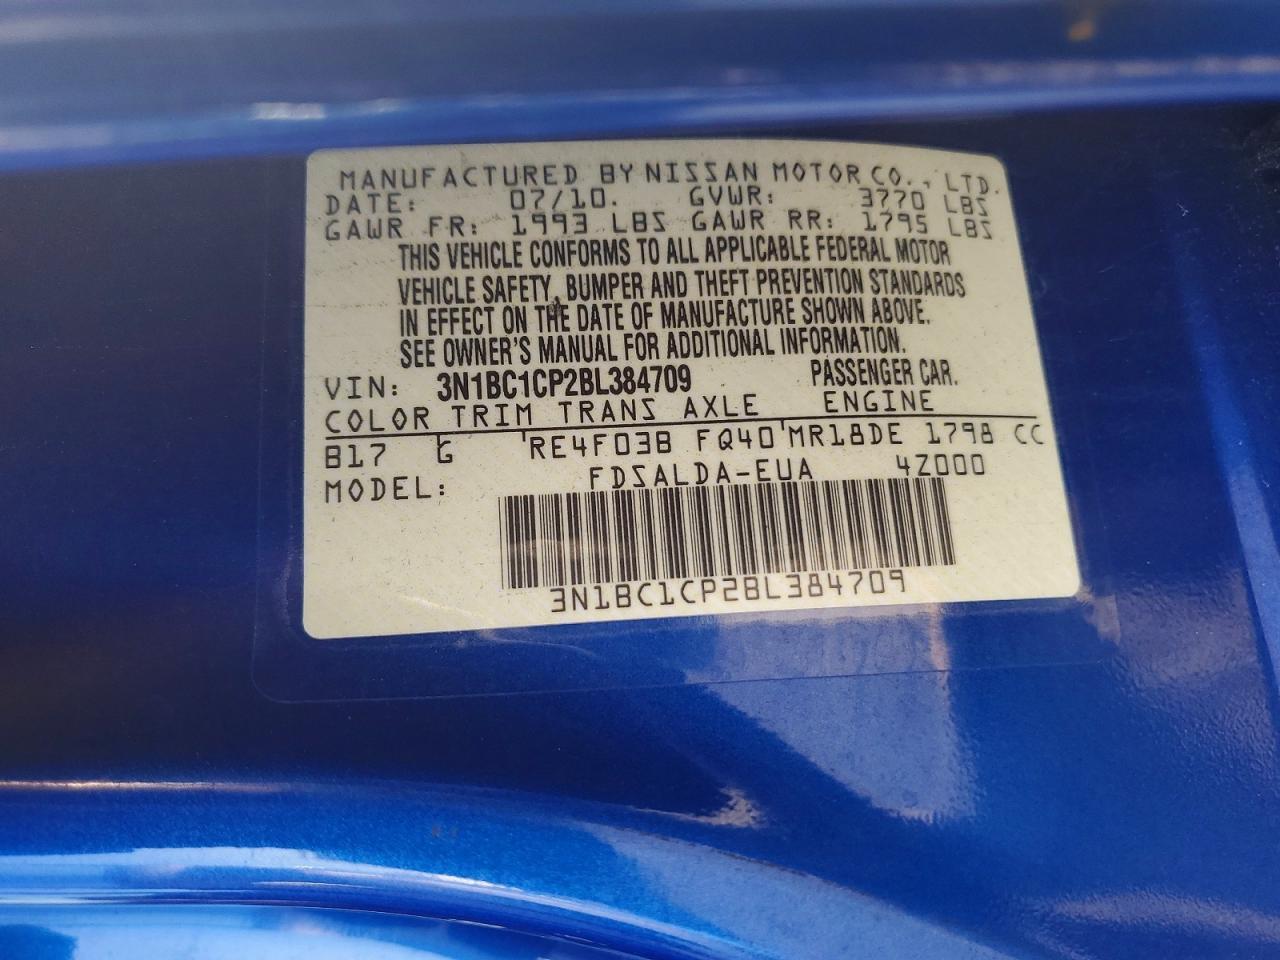 MANUFACTURED BY NISSAN MOTOR CO., LTD.
DATE: 07/10. GVWR: 3770 LBS
GAWR FR: 1993 LBS GAWR RR: 1795 LBS
THIS VEHICLE CONFORMS TO ALL APPLICABLE FEDERAL MOTOR
VEHICLE SAFETY, BUMPER AND THEFT PREVENTION STANDARDS
IN EFFECT ON THE DATE OF MANUFACTURE SHOWN ABOVE.
SEE OWNER'S MANUAL FOR ADDITIONAL INFORMATION.
VIN: 3N1BC1CP2BL384709 PASSENGER CAR.
COLOR TRIM TRANS AXLE ENGINE
B17 G RE4F03B FQ40 MR18DE 1798 CC
MODEL: FDSALDA-EUA 4Z000
3N1BC1CP2BL384709